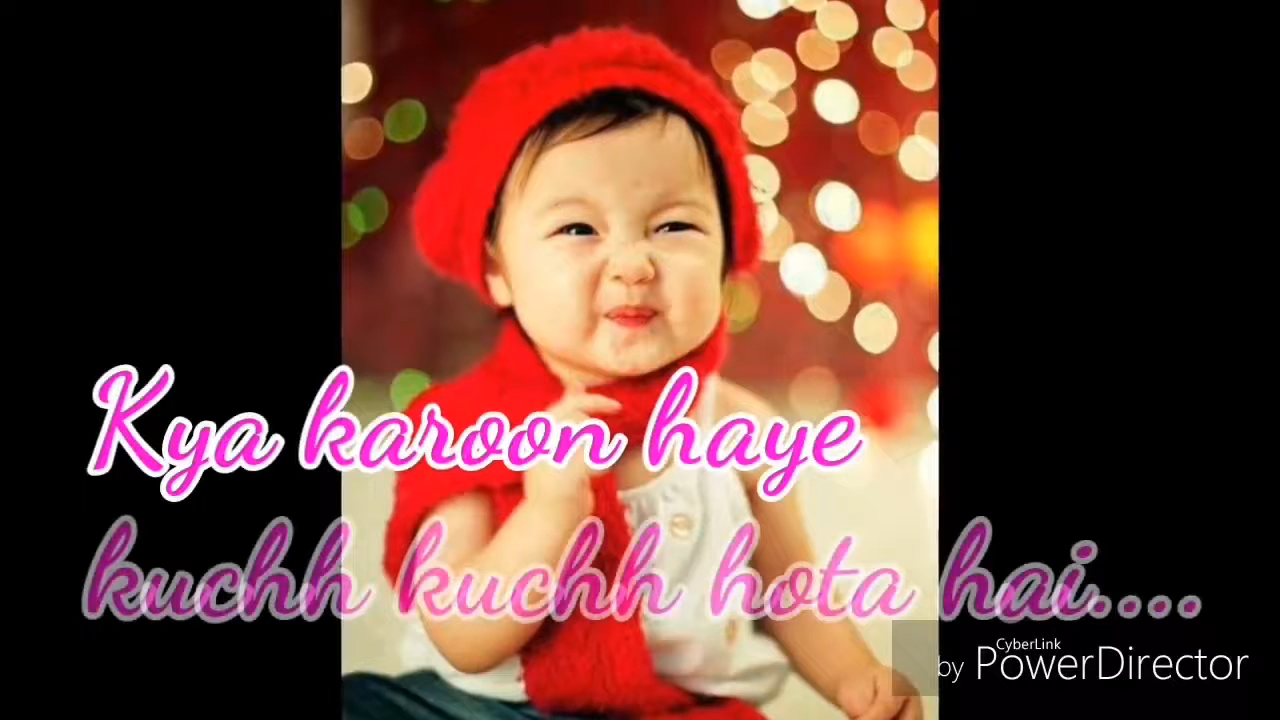 Kya karoon haye
kuchh kuchh hota hai....
CyberLink
by PowerDirector